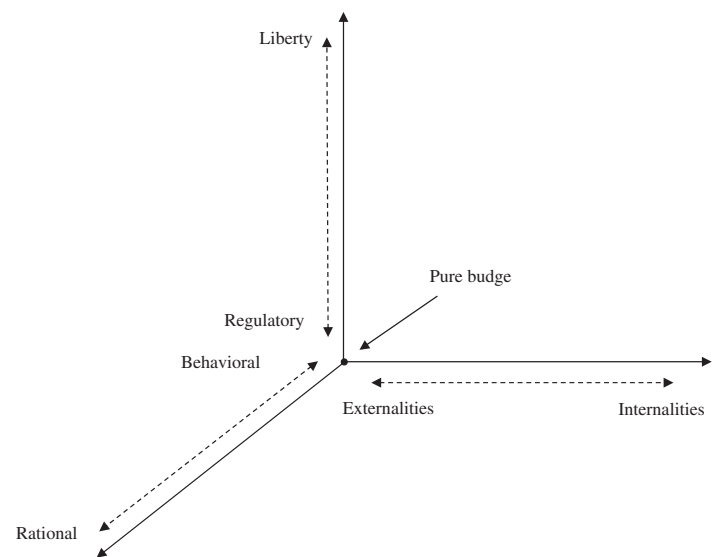 Liberty
Pure budge
Regulatory
Behavioral
Externalities
Internalities
Rational